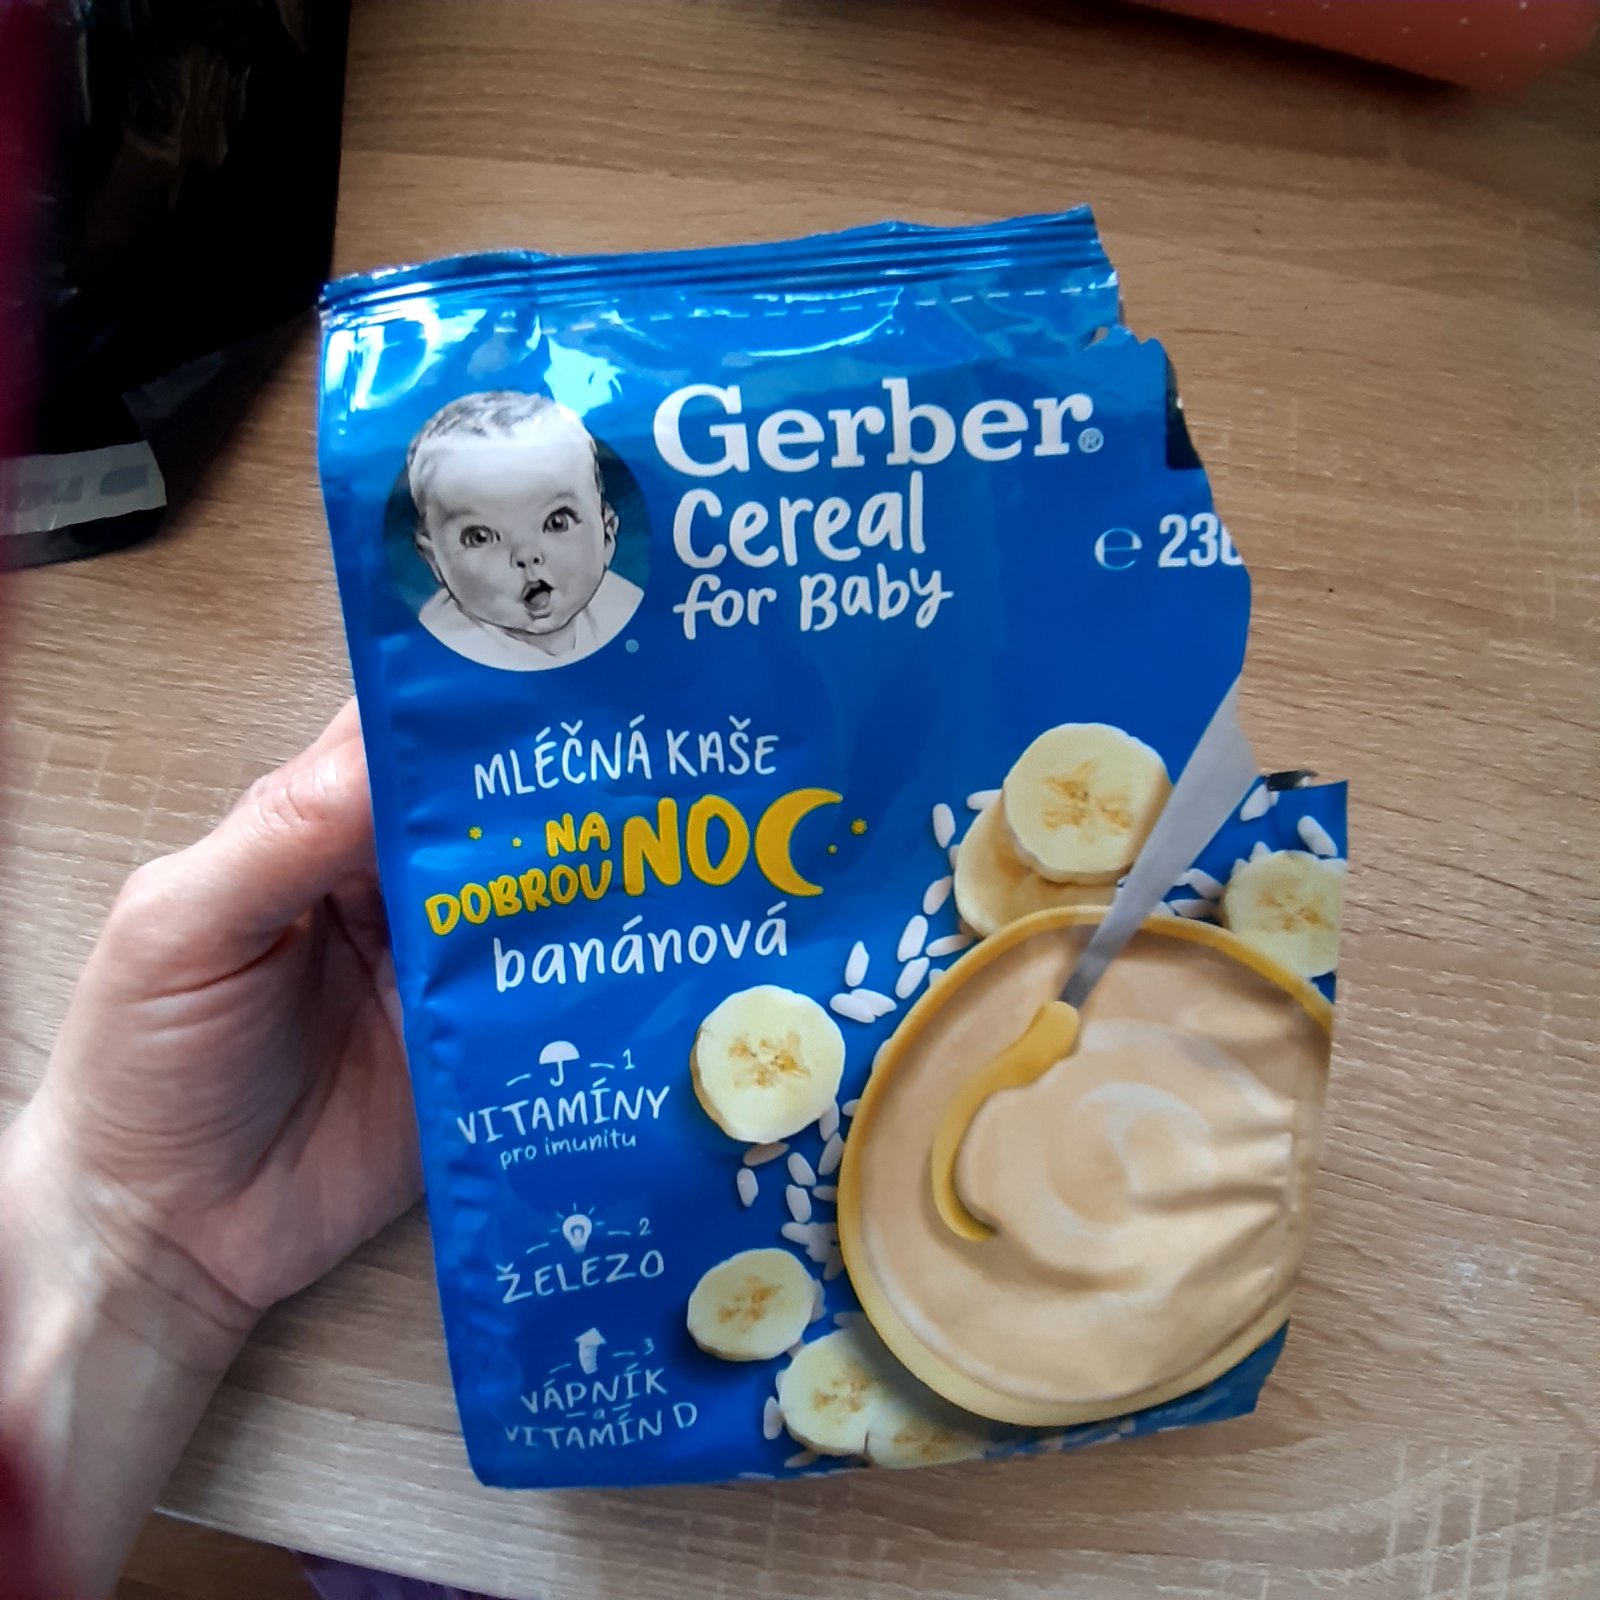 Gerber®
Cereal
for Baby
℮ 230
MLÉČNÁ KAŠE
NA
DOBROU NOC
banánová
1
VITAMÍNY
pro imunitu
2
ŽELEZO
3
VÁPNÍK
a
VITAMÍN D